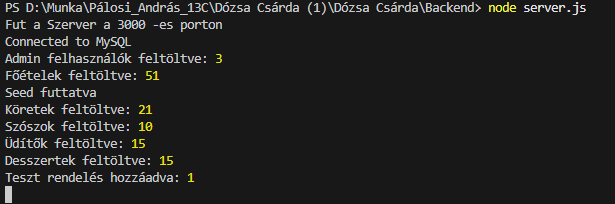 PS D:\Munka\Pálosi_András_13C\Dózsa Csárda (1)\Dózsa Csárda\Backend> node server.js
Fut a Szerver a 3000 -es porton
Connected to MySQL
Admin felhasználók feltöltve: 3
Főételek feltöltve: 51
Seed futtatva
Köretek feltöltve: 21
Szószok feltöltve: 10
Üdítők feltöltve: 15
Desszertek feltöltve: 15
Teszt rendelés hozzáadva: 1